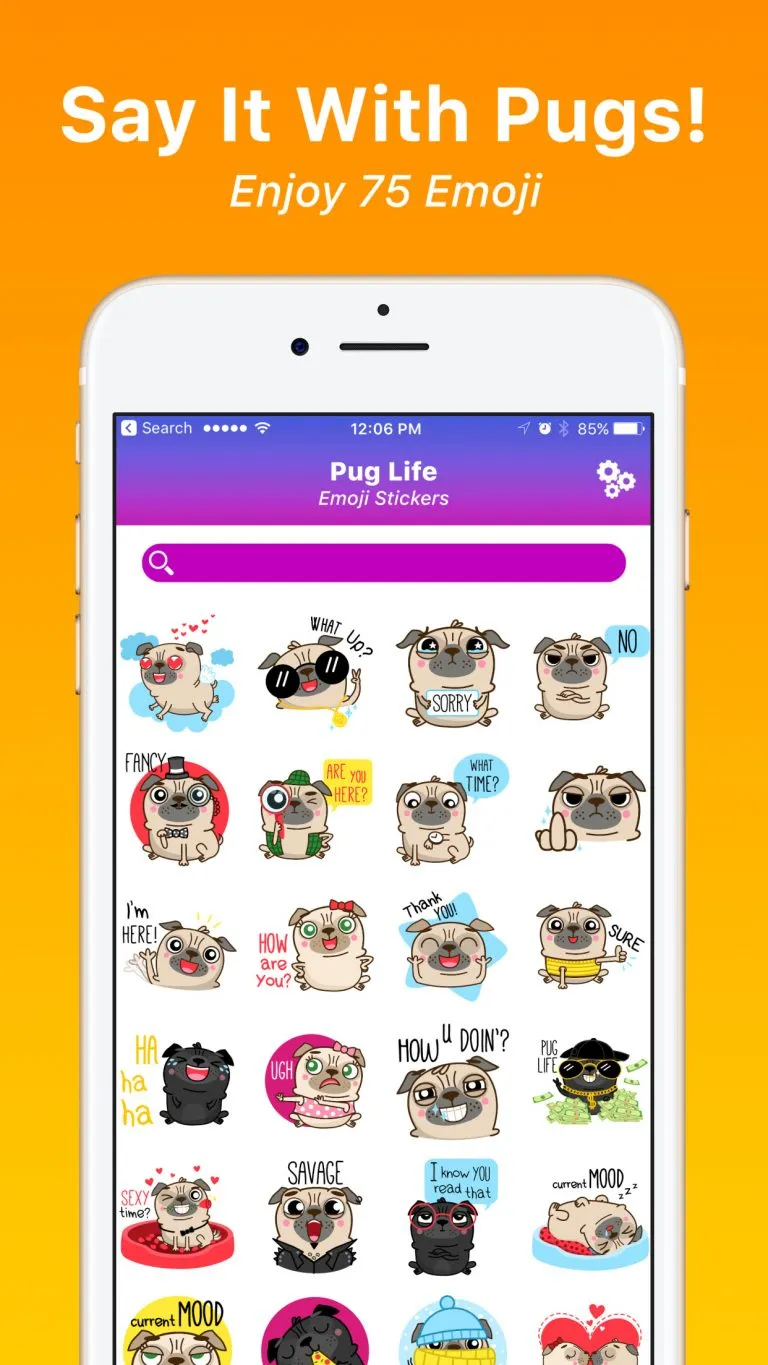 Say It With Pugs!
Enjoy 75 Emoji
Search
12:06 PM
85%
Pug Life
Emoji Stickers
WHAT Up?
SORRY
NO
FANCY
ARE YOU
HERE?
WHAT
TIME?
I'm
HERE!
HOW
are
you?
Thank
YOU!
SURE
HA
ha
ha
UGH
HOW u DOIN'?
PUG
LIFE
SEXY
time?
SAVAGE
I know YOU
read that
current MOOD
zzz
current MOOD